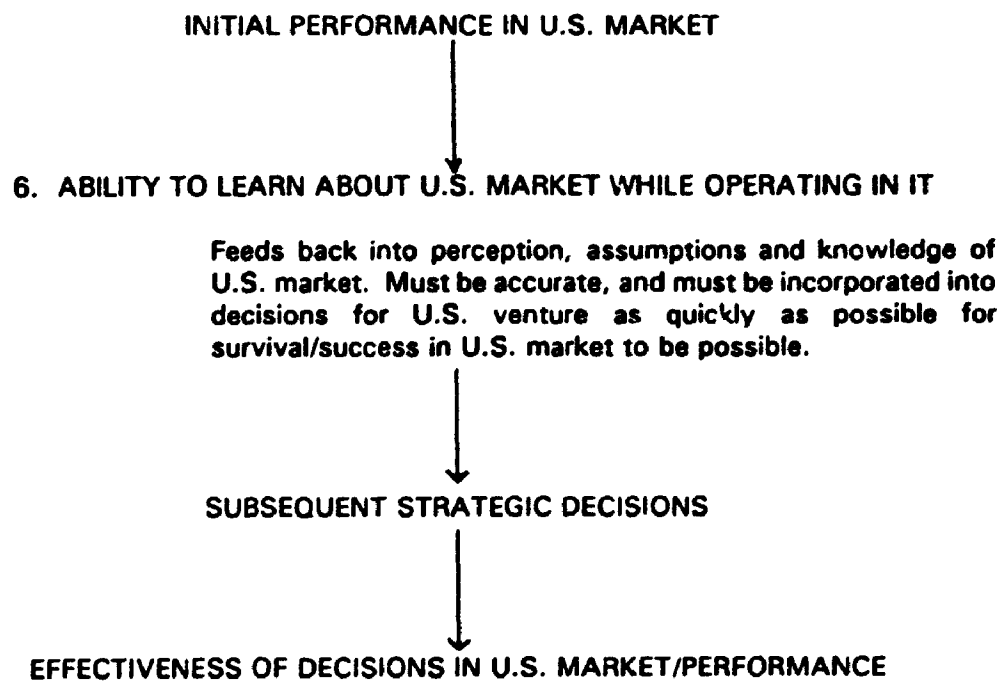 INITIAL PERFORMANCE IN U.S. MARKET
6. ABILITY TO LEARN ABOUT U.S. MARKET WHILE OPERATING IN IT
Feeds back into perception, assumptions and knowledge of
U.S. market. Must be accurate, and must be incorporated into
decisions for U.S. venture as quickly as possible for
survival/success in U.S. market to be possible.
SUBSEQUENT STRATEGIC DECISIONS
EFFECTIVENESS OF DECISIONS IN U.S. MARKET/PERFORMANCE